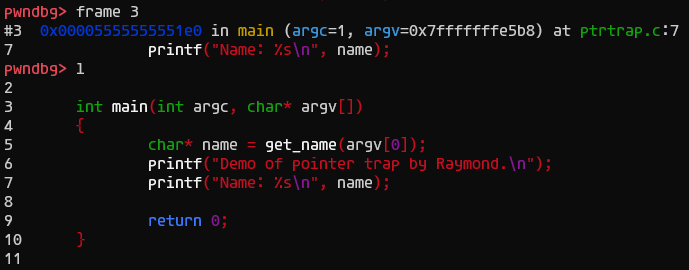 pwndbg> frame 3
#3  0x00005555555551e0 in main (argc=1, argv=0x7fffffffe5b8) at ptrtrap.c:7
7               printf("Name: %s\n", name);
pwndbg> l
2
3       int main(int argc, char* argv[])
4       {
5               char* name = get_name(argv[0]);
6               printf("Demo of pointer trap by Raymond.\n");
7               printf("Name: %s\n", name);
8
9               return 0;
10      }
11